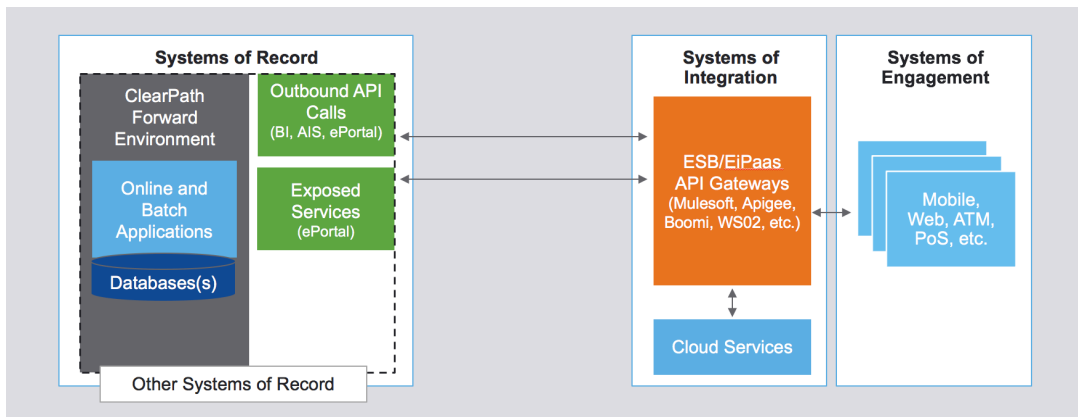 Systems of Record
ClearPath
Forward
Environment
Online and
Batch
Applications
Databases(s)
Outbound API
Calls
(BI, AIS, ePortal)
Exposed
Services
(ePortal)
Other Systems of Record
Systems of
Integration
ESB/EiPaas
API Gateways
(Mulesoft, Apigee,
Boomi, WS02, etc.)
Cloud Services
Systems of
Engagement
Mobile,
Web, ATM,
PoS, etc.